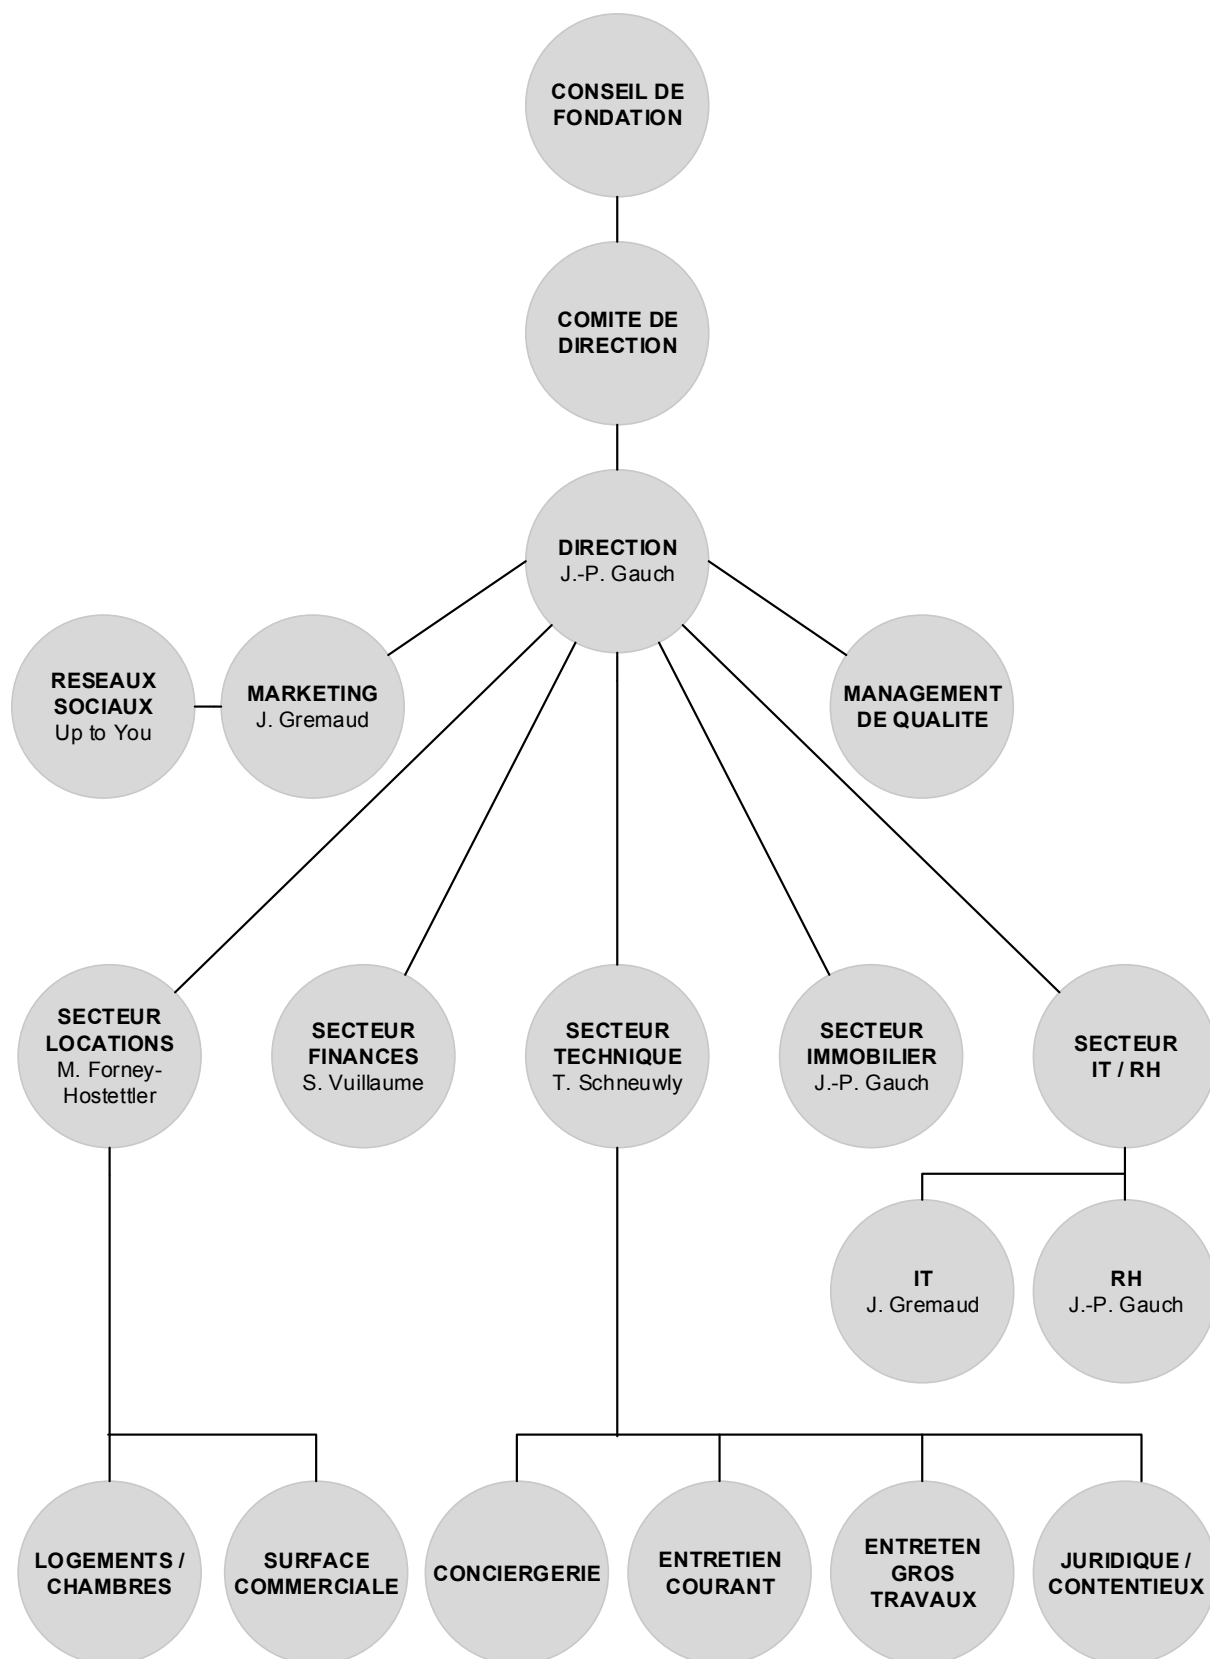 CONSEIL DE
FONDATION
COMITE DE
DIRECTION
DIRECTION
J.-P. Gauch
RESEAUX
SOCIAUX
Up to You
MARKETING
J. Gremaud
MANAGEMENT
DE QUALITE
SECTEUR
LOCATIONS
M. Forney-
Hostettler
SECTEUR
FINANCES
S. Vuillaume
SECTEUR
TECHNIQUE
T. Schneuwly
SECTEUR
IMMOBILIER
J.-P. Gauch
SECTEUR
IT / RH
IT
J. Gremaud
RH
J.-P. Gauch
LOGEMENTS /
CHAMBRES
SURFACE
COMMERCIALE
CONCIERGERIE
ENTRETIEN
COURANT
ENTRETEN
GROS
TRAVAUX
JURIDIQUE /
CONTENTIEUX